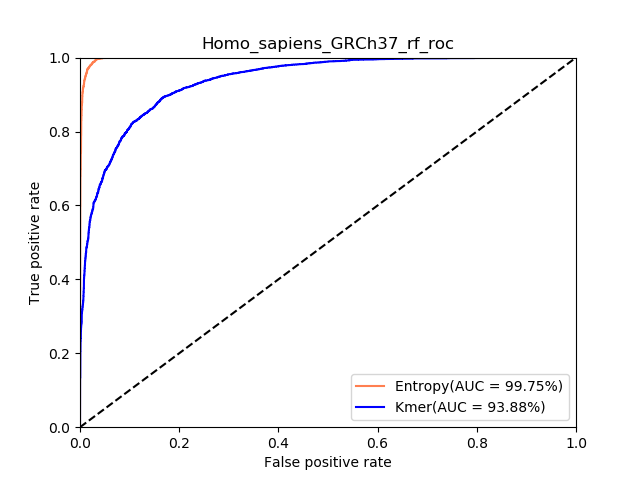 Homo_sapiens_GRCh37_rf_roc
1.0
0.8
0.6
0.4
0.2
0.0
True positive rate
Entropy(AUC = 99.75%)
Kmer(AUC = 93.88%)
0.0 0.2 0.4 0.6 0.8 1.0
False positive rate